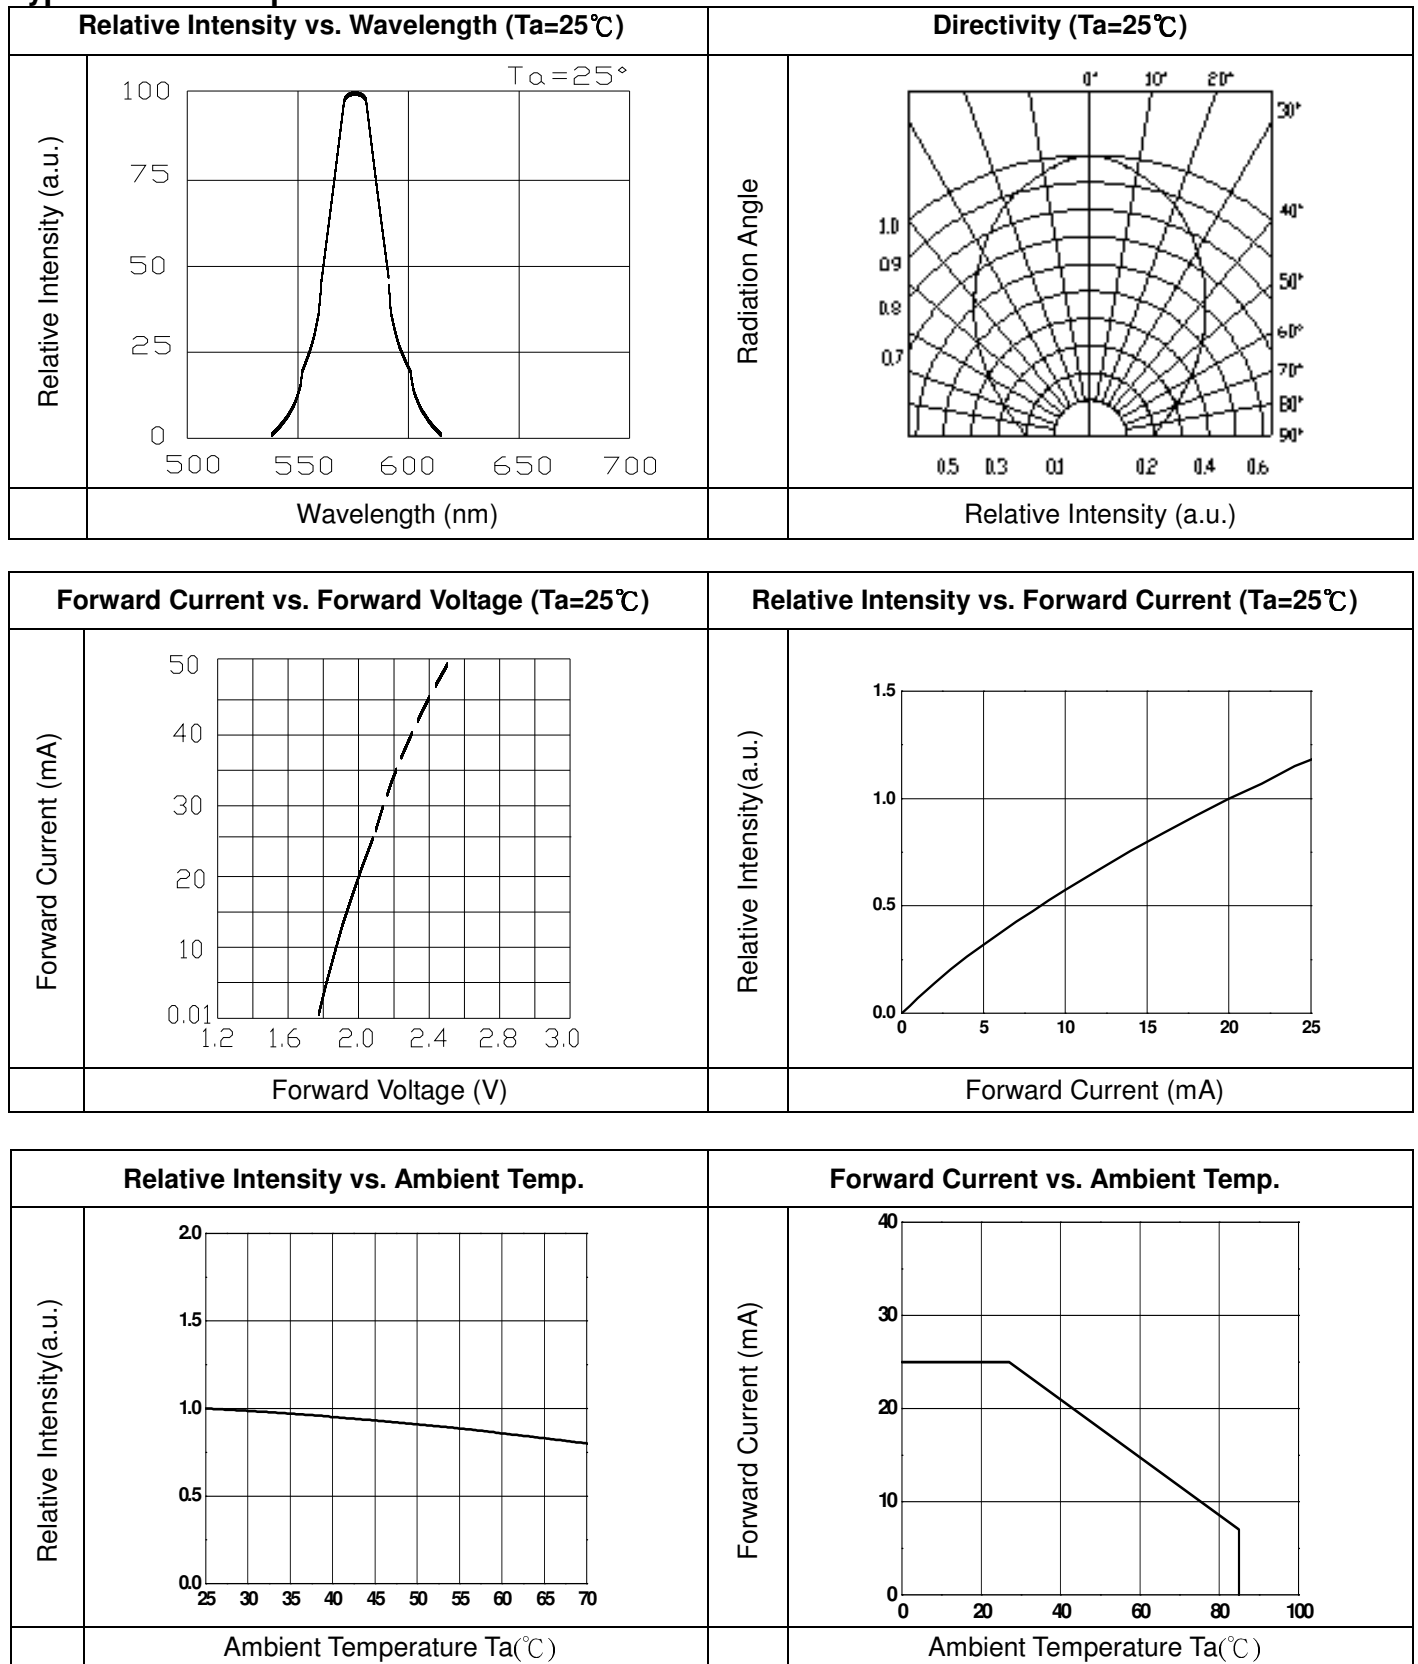 Relative Intensity vs. Wavelength (Ta=25℃)
Relative Intensity (a.u.)
Ta=25°
100
75
50
25
0
500 550 600 650 700
Wavelength (nm)
Directivity (Ta=25℃)
Radiation Angle
0° 10° 20°
30°
40°
50°
60°
70°
80°
90°
1.0
0.9
0.8
0.7
0.5 0.3 0.1 0.2 0.4 0.6
Relative Intensity (a.u.)
Forward Current vs. Forward Voltage (Ta=25℃)
Forward Current (mA)
50
40
30
20
10
0.01
1.2 1.6 2.0 2.4 2.8 3.0
Forward Voltage (V)
Relative Intensity vs. Forward Current (Ta=25℃)
Relative Intensity(a.u.)
1.5
1.0
0.5
0.0
0 5 10 15 20 25
Forward Current (mA)
Relative Intensity vs. Ambient Temp.
Relative Intensity(a.u.)
2.0
1.5
1.0
0.5
0.0
25 30 35 40 45 50 55 60 65 70
Ambient Temperature Ta(℃)
Forward Current vs. Ambient Temp.
Forward Current (mA)
40
30
20
10
0
0 20 40 60 80 100
Ambient Temperature Ta(℃)